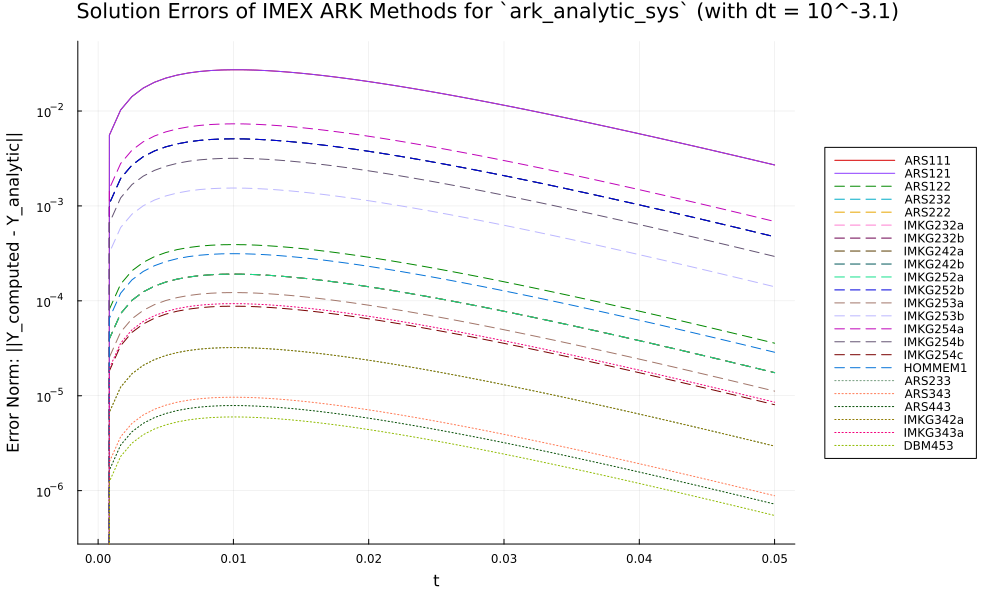 Solution Errors of IMEX ARK Methods for `ark_analytic_sys` (with dt = 10^-3.1)
Error Norm: ||Y_computed - Y_analytic||
10−2
10−3
10−4
10−5
10−6
0.00 0.01 0.02 0.03 0.04 0.05
t
ARS111
ARS121
ARS122
ARS232
ARS222
IMKG232a
IMKG232b
IMKG242a
IMKG242b
IMKG252a
IMKG252b
IMKG253a
IMKG253b
IMKG254a
IMKG254b
IMKG254c
HOMMEM1
ARS233
ARS343
ARS443
IMKG342a
IMKG343a
DBM453